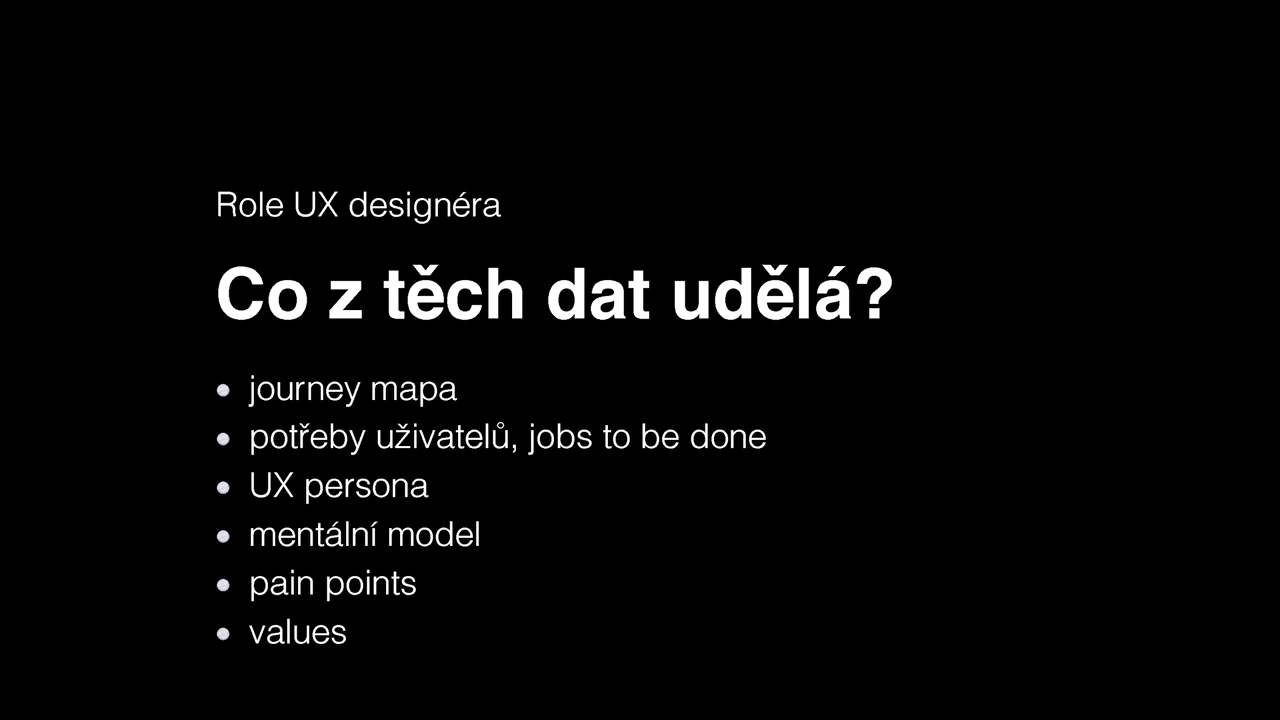 Role UX designéra
Co z těch dat udělá?
• journey mapa
• potřeby uživatelů, jobs to be done
• UX persona
• mentální model
• pain points
• values